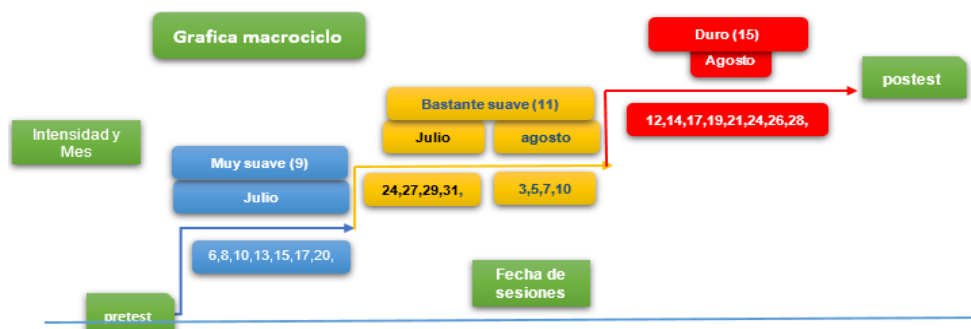 Grafica macrociclo
Duro (15)
Agosto
postest
Bastante suave (11)
Julio
agosto
12,14,17,19,21,24,26,28,
Intensidad y
Mes
Muy suave (9)
Julio
24,27,29,31,
3,5,7,10
6,8,10,13,15,17,20,
Fecha de
sesiones
pretest